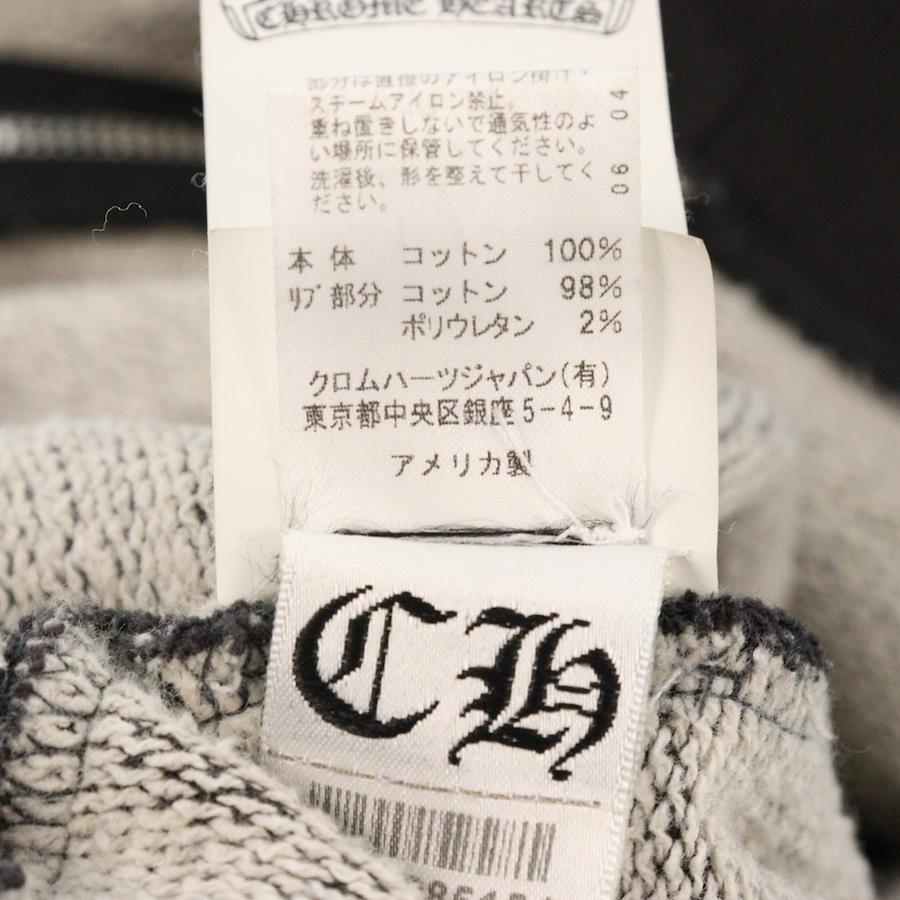 CHROME HEARTS
部分は直接のアイロン掛け・
スチームアイロン禁止。
重ね置きしないで通気性のよ
い場所に保管してください。
洗濯後、形を整えて干してく
ださい。
04
06
本体 コットン 100%
リブ部分 コットン 98%
ポリウレタン 2%
クロムハーツジャパン(有)
東京都中央区銀座5-4-9
アメリカ製
CH